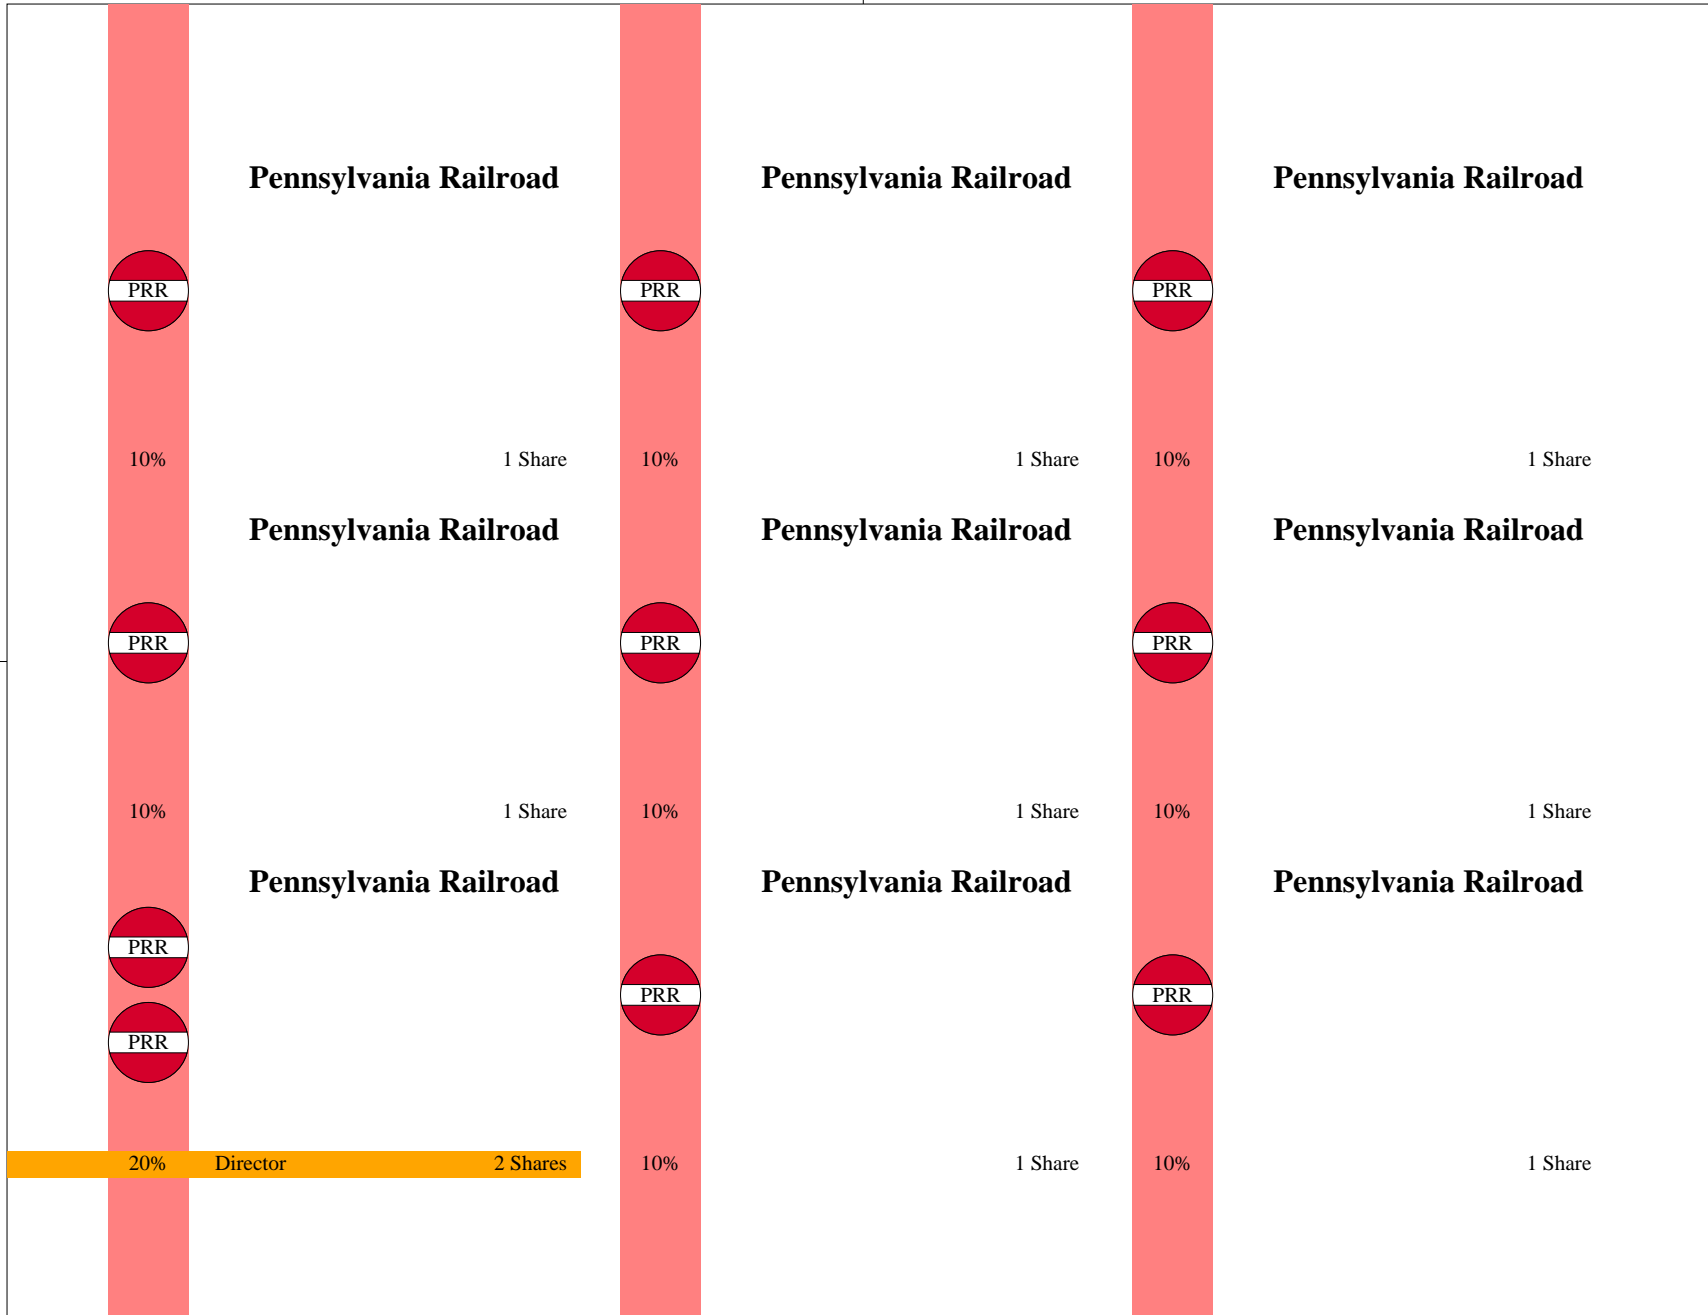 Pennsylvania Railroad Pennsylvania Railroad Pennsylvania Railroad
PRR PRR PRR
10% 1 Share 10% 1 Share 10% 1 Share
Pennsylvania Railroad Pennsylvania Railroad Pennsylvania Railroad
PRR PRR PRR
10% 1 Share 10% 1 Share 10% 1 Share
Pennsylvania Railroad Pennsylvania Railroad Pennsylvania Railroad
PRR
PRR PRR
PRR
20% Director 2 Shares 10% 1 Share 10% 1 Share